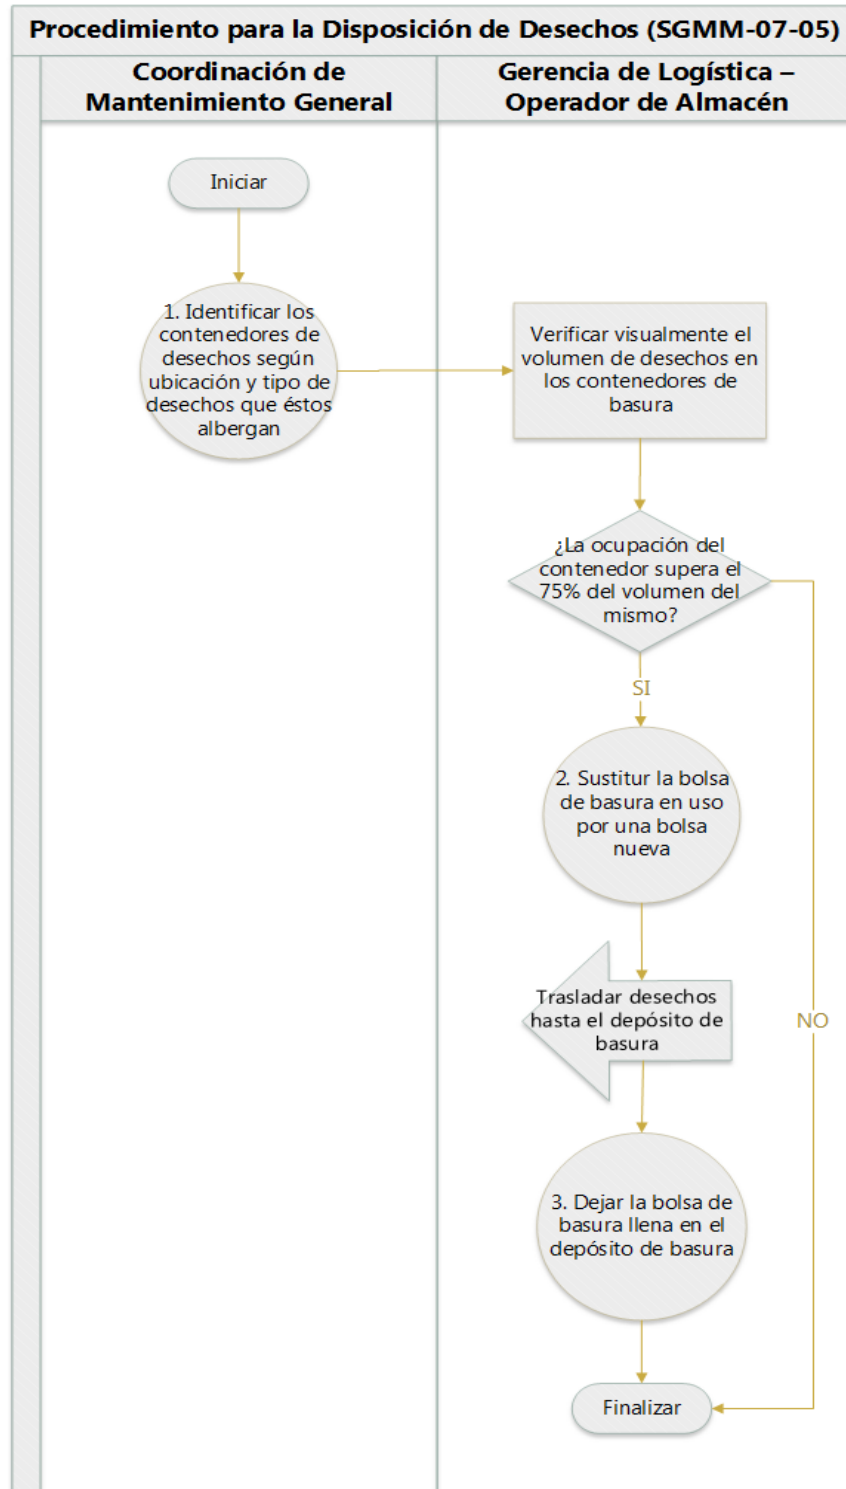 Procedimiento para la Disposición de Desechos (SGMM-07-05)
Coordinación de
Mantenimiento General
Gerencia de Logística –
Operador de Almacén
Iniciar
1. Identificar los
contenedores de
desechos según
ubicación y tipo de
desechos que éstos
albergan
Verificar visualmente el
volumen de desechos en
los contenedores de
basura
¿La ocupación del
contenedor supera el
75% del volumen del
mismo?
SI
2. Sustitur la bolsa
de basura en uso
por una bolsa
nueva
Trasladar desechos
hasta el depósito de
basura
NO
3. Dejar la bolsa de
basura llena en el
depósito de basura
Finalizar